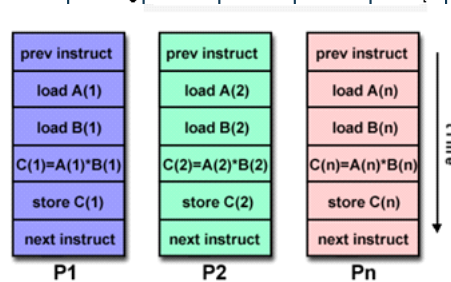 prev instruct
load A(1)
load B(1)
C(1)=A(1)*B(1)
store C(1)
next instruct
P1
prev instruct
load A(2)
load B(2)
C(2)=A(2)*B(2)
store C(2)
next instruct
P2
prev instruct
load A(n)
load B(n)
C(n)=A(n)*B(n)
store C(n)
next instruct
Pn